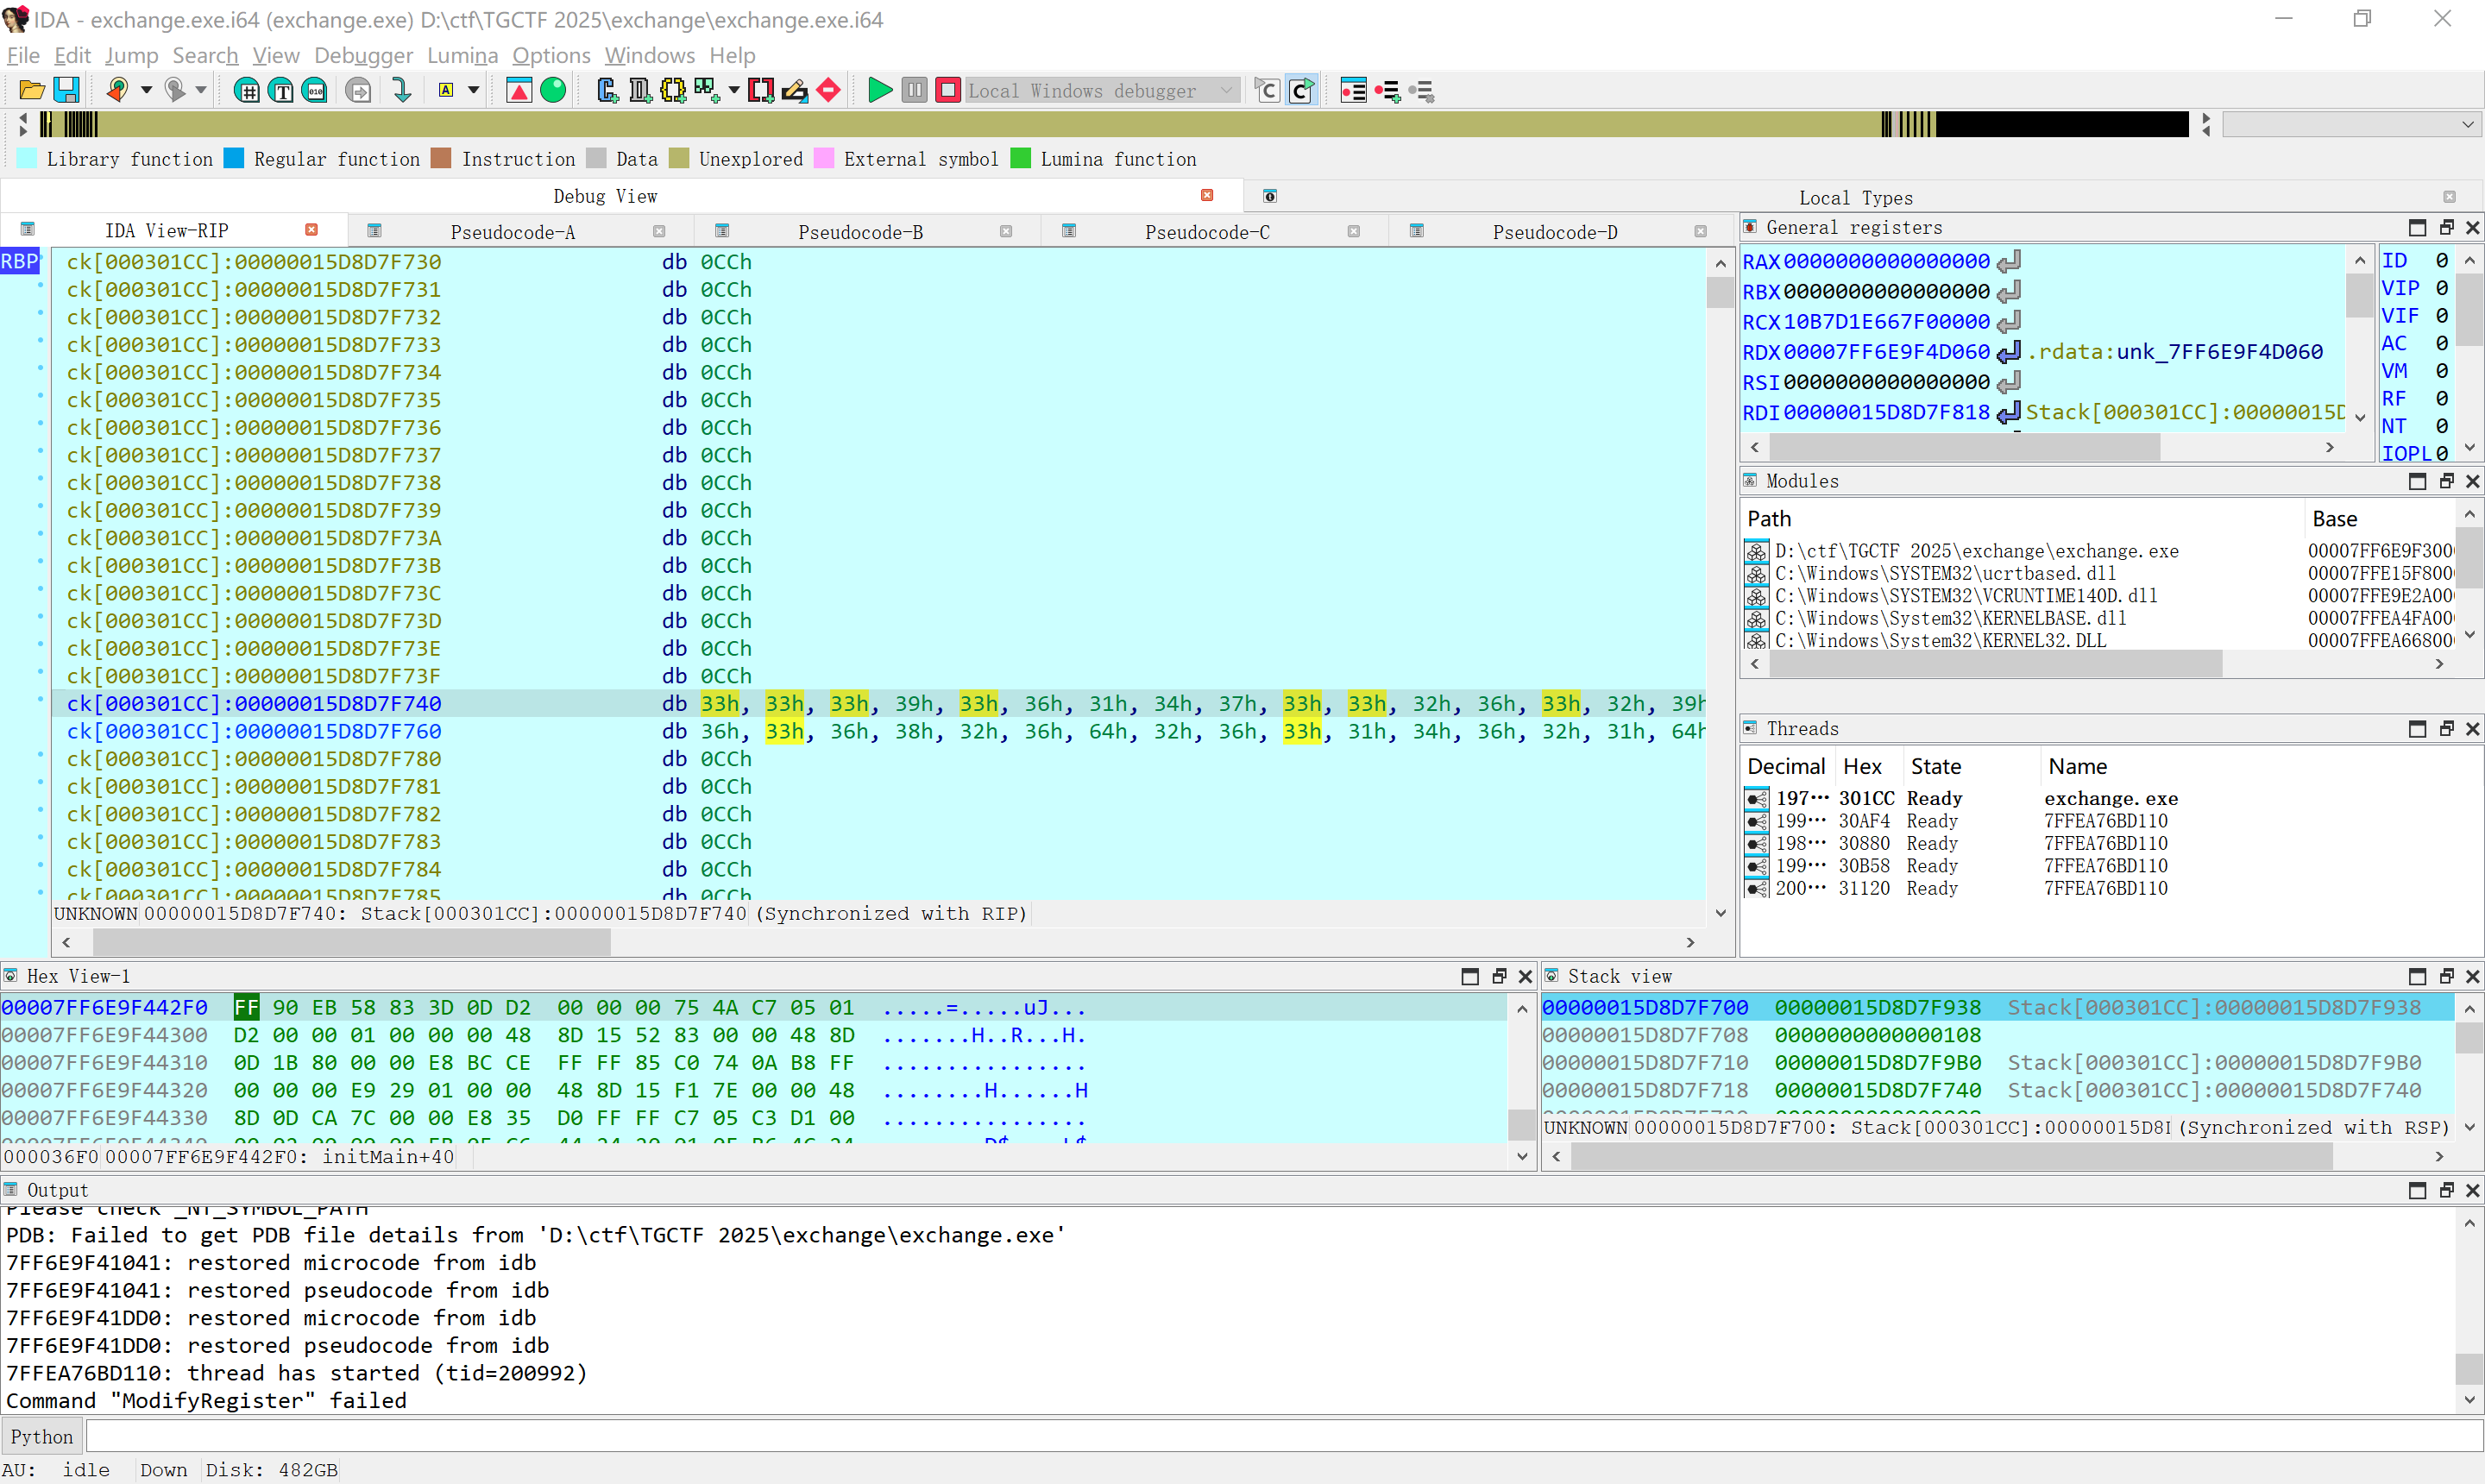 IDA - exchange.exe.i64 (exchange.exe) D:\ctf\TGCTF 2025\exchange\exchange.exe.i64
File Edit Jump Search View Debugger Lumina Options Windows Help
Local Windows debugger
Library function Regular function Instruction Data Unexplored External symbol Lumina function
Debug View Local Types
IDA View-RIP Pseudocode-A Pseudocode-B Pseudocode-C Pseudocode-D
RBP ck[000301CC]:00000015D8D7F730 db 0CCh
ck[000301CC]:00000015D8D7F731 db 0CCh
ck[000301CC]:00000015D8D7F732 db 0CCh
ck[000301CC]:00000015D8D7F733 db 0CCh
ck[000301CC]:00000015D8D7F734 db 0CCh
ck[000301CC]:00000015D8D7F735 db 0CCh
ck[000301CC]:00000015D8D7F736 db 0CCh
ck[000301CC]:00000015D8D7F737 db 0CCh
ck[000301CC]:00000015D8D7F738 db 0CCh
ck[000301CC]:00000015D8D7F739 db 0CCh
ck[000301CC]:00000015D8D7F73A db 0CCh
ck[000301CC]:00000015D8D7F73B db 0CCh
ck[000301CC]:00000015D8D7F73C db 0CCh
ck[000301CC]:00000015D8D7F73D db 0CCh
ck[000301CC]:00000015D8D7F73E db 0CCh
ck[000301CC]:00000015D8D7F73F db 0CCh
ck[000301CC]:00000015D8D7F740 db 33h, 33h, 33h, 39h, 33h, 36h, 31h, 34h, 37h, 33h, 33h, 32h, 36h, 33h, 32h, 39h
ck[000301CC]:00000015D8D7F760 db 36h, 33h, 36h, 38h, 32h, 36h, 64h, 32h, 36h, 33h, 31h, 34h, 36h, 32h, 31h, 64h
ck[000301CC]:00000015D8D7F780 db 0CCh
ck[000301CC]:00000015D8D7F781 db 0CCh
ck[000301CC]:00000015D8D7F782 db 0CCh
ck[000301CC]:00000015D8D7F783 db 0CCh
ck[000301CC]:00000015D8D7F784 db 0CCh
ck[000301CC]:00000015D8D7F785 db 0CCh
UNKNOWN 00000015D8D7F740: Stack[000301CC]:00000015D8D7F740 (Synchronized with RIP)
General registers
RAX 0000000000000000
RBX 0000000000000000
RCX 10B7D1E667F00000
RDX 00007FF6E9F4D060 .rdata:unk_7FF6E9F4D060
RSI 0000000000000000
RDI 00000015D8D7F818 Stack[000301CC]:00000015D
ID 0
VIP 0
VIF 0
AC 0
VM 0
RF 0
NT 0
IOPL 0
Modules
Path Base
D:\ctf\TGCTF 2025\exchange\exchange.exe 00007FF6E9F300
C:\Windows\SYSTEM32\ucrtbased.dll 00007FFE15F800
C:\Windows\SYSTEM32\VCRUNTIME140D.dll 00007FFE9E2A00
C:\Windows\System32\KERNELBASE.dll 00007FFEA4FA00
C:\Windows\System32\KERNEL32.DLL 00007FFEA66800
Threads
Decimal Hex State Name
197… 301CC Ready exchange.exe
199… 30AF4 Ready 7FFEA76BD110
198… 30880 Ready 7FFEA76BD110
199… 30B58 Ready 7FFEA76BD110
200… 31120 Ready 7FFEA76BD110
Hex View-1
00007FF6E9F442F0 FF 90 EB 58 83 3D 0D D2 00 00 00 75 4A C7 05 01 .....=.....uJ...
00007FF6E9F44300 D2 00 00 01 00 00 00 48 8D 15 52 83 00 00 48 8D .......H..R...H.
00007FF6E9F44310 0D 1B 80 00 00 E8 BC CE FF FF 85 C0 74 0A B8 FF ................
00007FF6E9F44320 00 00 00 E9 29 01 00 00 48 8D 15 F1 7E 00 00 48 ........H......H
00007FF6E9F44330 8D 0D CA 7C 00 00 E8 35 D0 FF FF C7 05 C3 D1 00 ................
000036F0 00007FF6E9F442F0: initMain+40
Stack view
00000015D8D7F700 00000015D8D7F938 Stack[000301CC]:00000015D8D7F938
00000015D8D7F708 0000000000000108
00000015D8D7F710 00000015D8D7F9B0 Stack[000301CC]:00000015D8D7F9B0
00000015D8D7F718 00000015D8D7F740 Stack[000301CC]:00000015D8D7F740
UNKNOWN 00000015D8D7F700: Stack[000301CC]:00000015D8I (Synchronized with RSP)
Output
Please check _NT_SYMBOL_PATH
PDB: Failed to get PDB file details from 'D:\ctf\TGCTF 2025\exchange\exchange.exe'
7FF6E9F41041: restored microcode from idb
7FF6E9F41041: restored pseudocode from idb
7FF6E9F41DD0: restored microcode from idb
7FF6E9F41DD0: restored pseudocode from idb
7FFEA76BD110: thread has started (tid=200992)
Command "ModifyRegister" failed
Python
AU: idle Down Disk: 482GB